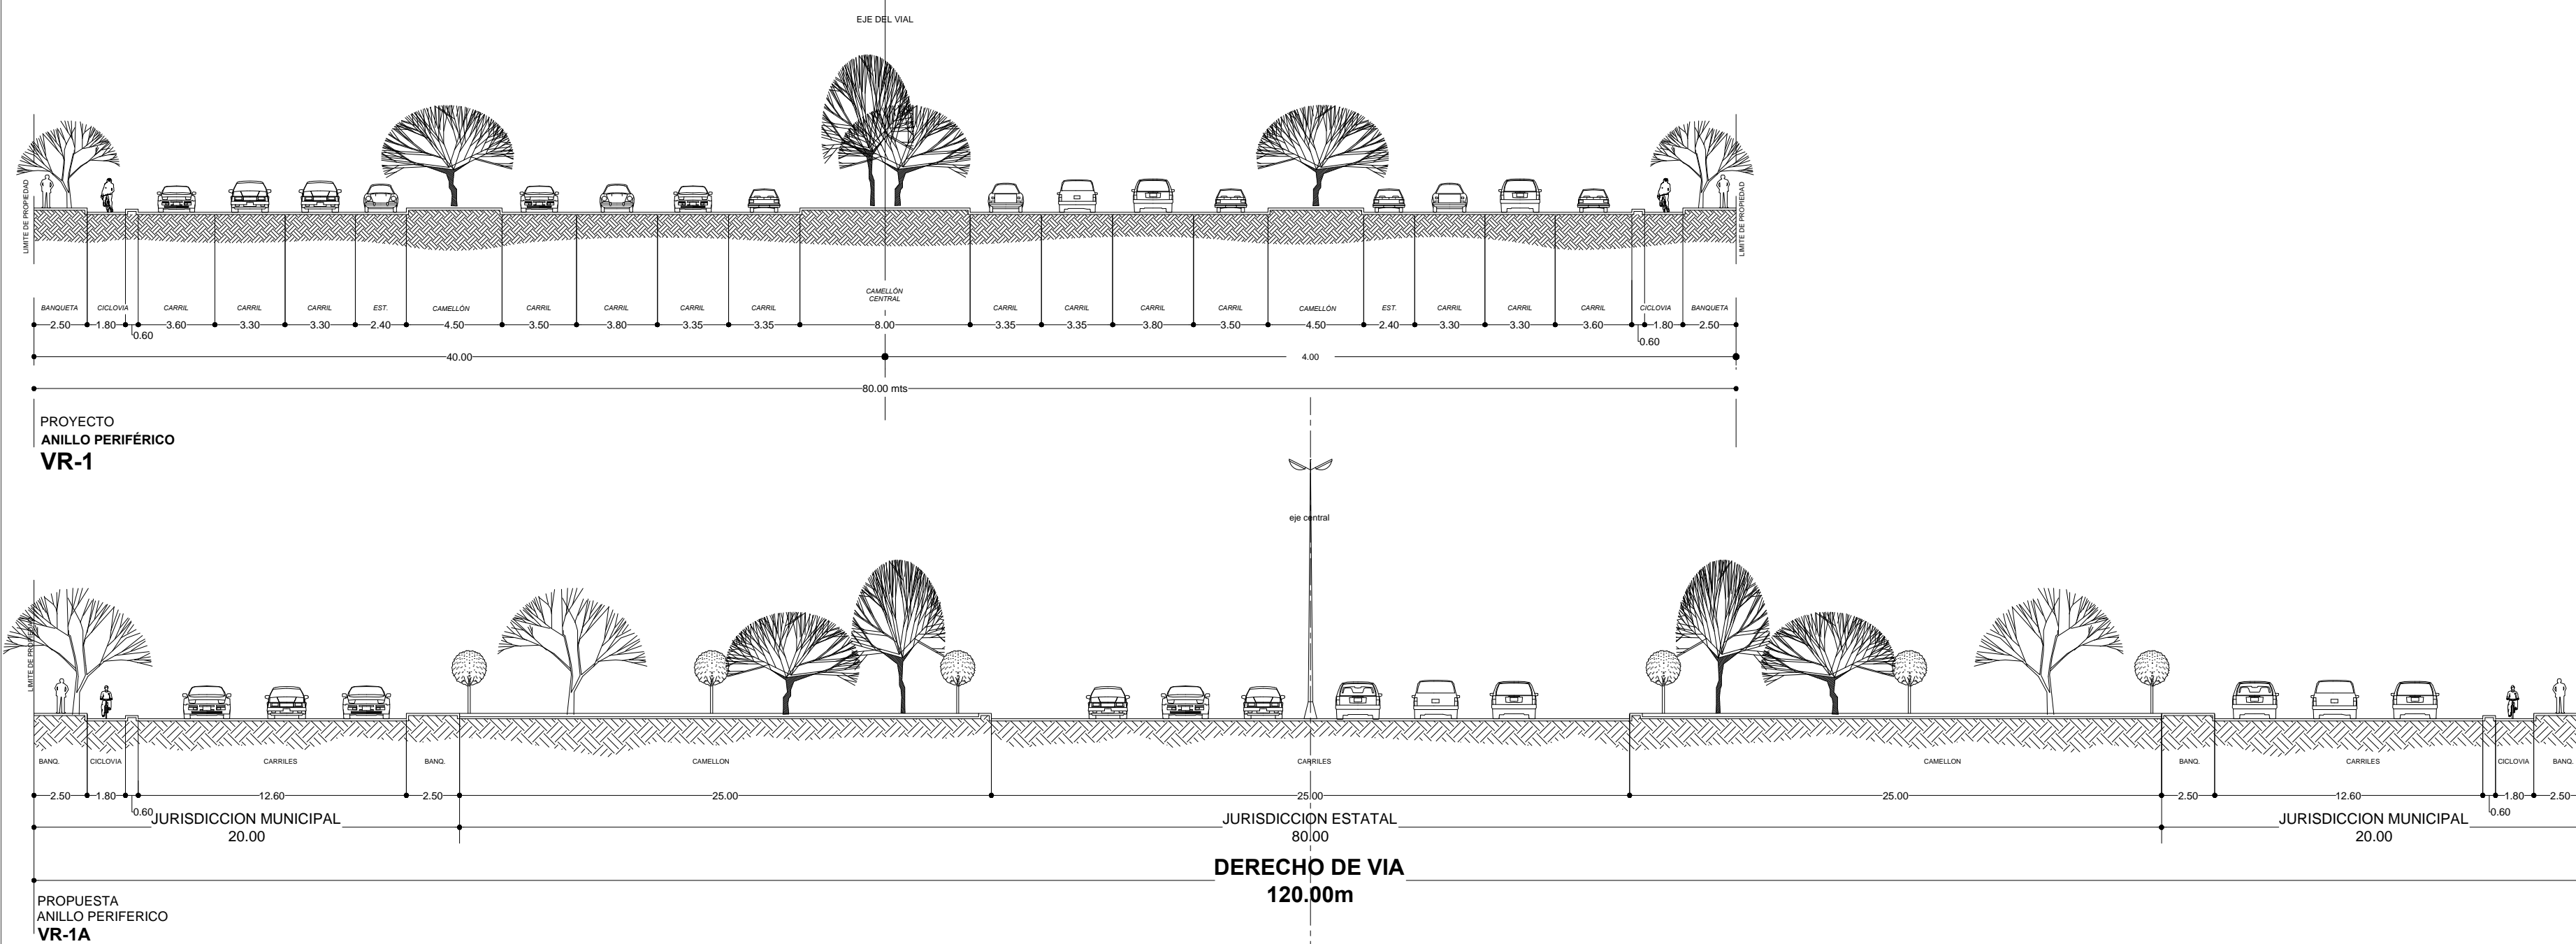 EJE DEL VIAL
LIMITE DE PROPIEDAD
LIMITE DE PROPIEDAD
BANQUETA CICLOVIA CARRIL CARRIL CARRIL EST. CAMELLÓN CARRIL CARRIL CARRIL CARRIL CAMELLÓN CARRIL CARRIL CARRIL CARRIL CAMELLÓN EST. CARRIL CARRIL CARRIL CICLOVIA BANQUETA
CENTRAL
2.50 1.80 3.60 3.30 3.30 2.40 4.50 3.50 3.80 3.35 3.35 8.00 3.35 3.35 3.80 3.50 4.50 2.40 3.30 3.30 3.60 1.80 2.50
0.60 0.60
40.00 4.00
80.00 mts
PROYECTO
ANILLO PERIFÉRICO
VR-1
eje central
LIMITE DE PROPIEDAD
BANQ. CICLOVIA CARRILES BANQ. CAMELLON CARRILES CAMELLON BANQ. CARRILES CICLOVIA BANQ.
2.50 1.80 12.60 2.50 25.00 25.00 25.00 2.50 12.60 1.80 2.50
0.60 0.60
JURISDICCION MUNICIPAL JURISDICCION ESTATAL JURISDICCION MUNICIPAL
20.00 80.00 20.00
DERECHO DE VIA
120.00m
PROPUESTA
ANILLO PERIFERICO
VR-1A